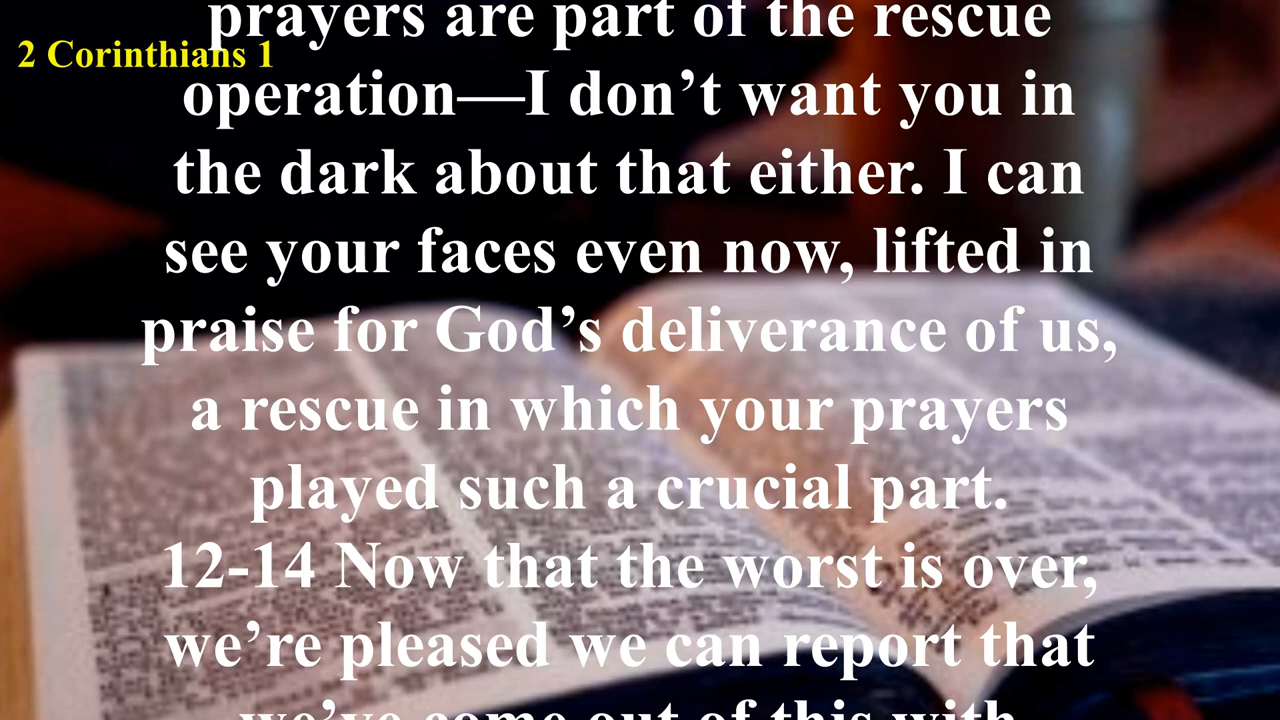 prayers are part of the rescue
2 Corinthians 1
operation—I don’t want you in
the dark about that either. I can
see your faces even now, lifted in
praise for God’s deliverance of us,
a rescue in which your prayers
played such a crucial part.
12-14 Now that the worst is over,
we’re pleased we can report that
we’ve come out of this with